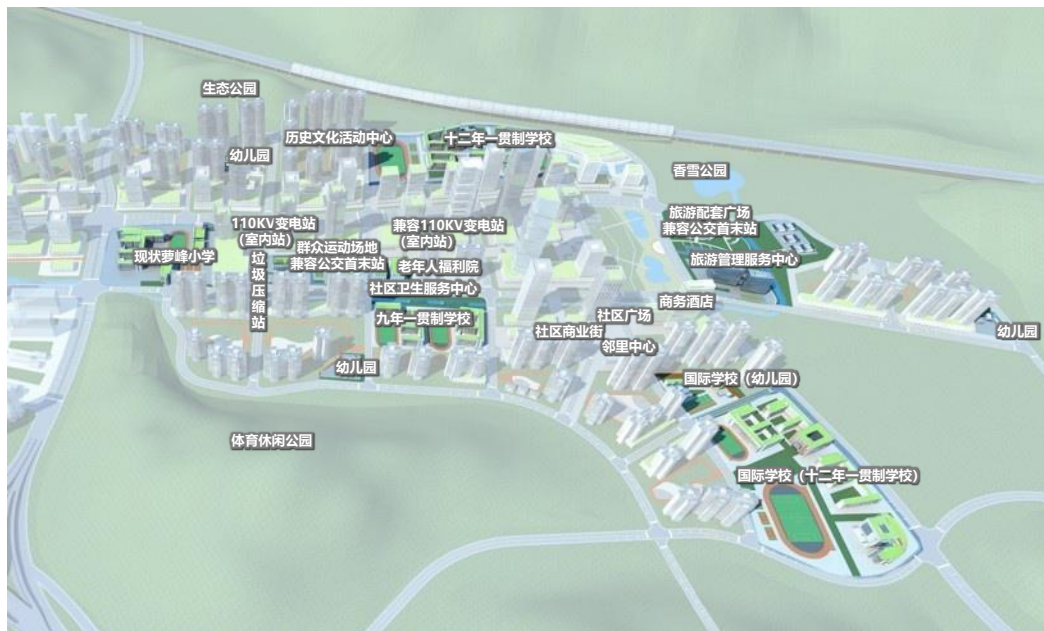 生态公园
历史文化活动中心
十二年一贯制学校
幼儿园
香雪公园
旅游配套广场
兼容公交首末站
110KV变电站
（室内站）
兼容110KV变电站
（室内站）
现状萝峰小学
群众运动场地
兼容公交首末站
旅游管理服务中心
垃圾压缩站
老年人福利院
社区卫生服务中心
商务酒店
社区广场
九年一贯制学校
社区商业街
幼儿园
邻里中心
幼儿园
国际学校（幼儿园）
体育休闲公园
国际学校（十二年一贯制学校）